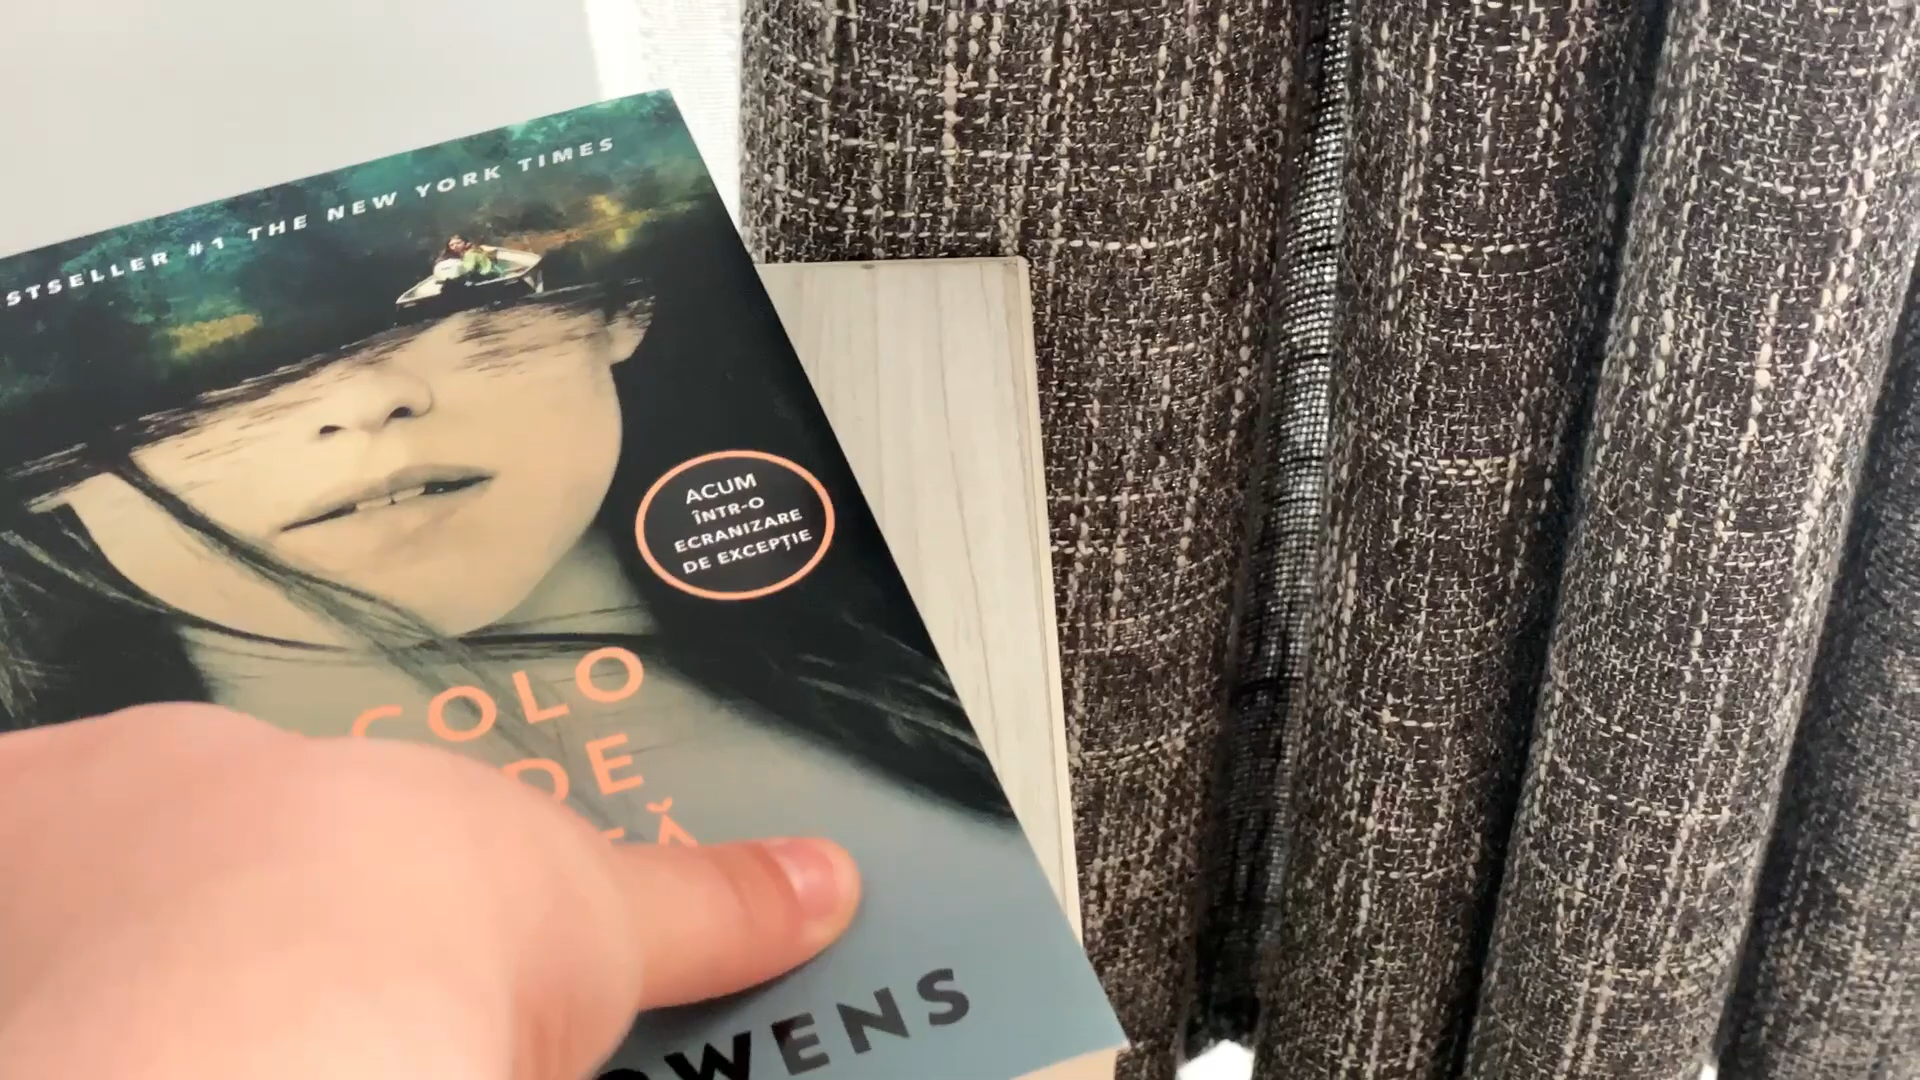 STSELLER #1 THE NEW YORK TIMES
ACUM
ÎNTR-O
ECRANIZARE
DE EXCEPȚIE
COLO
DE
OWENS